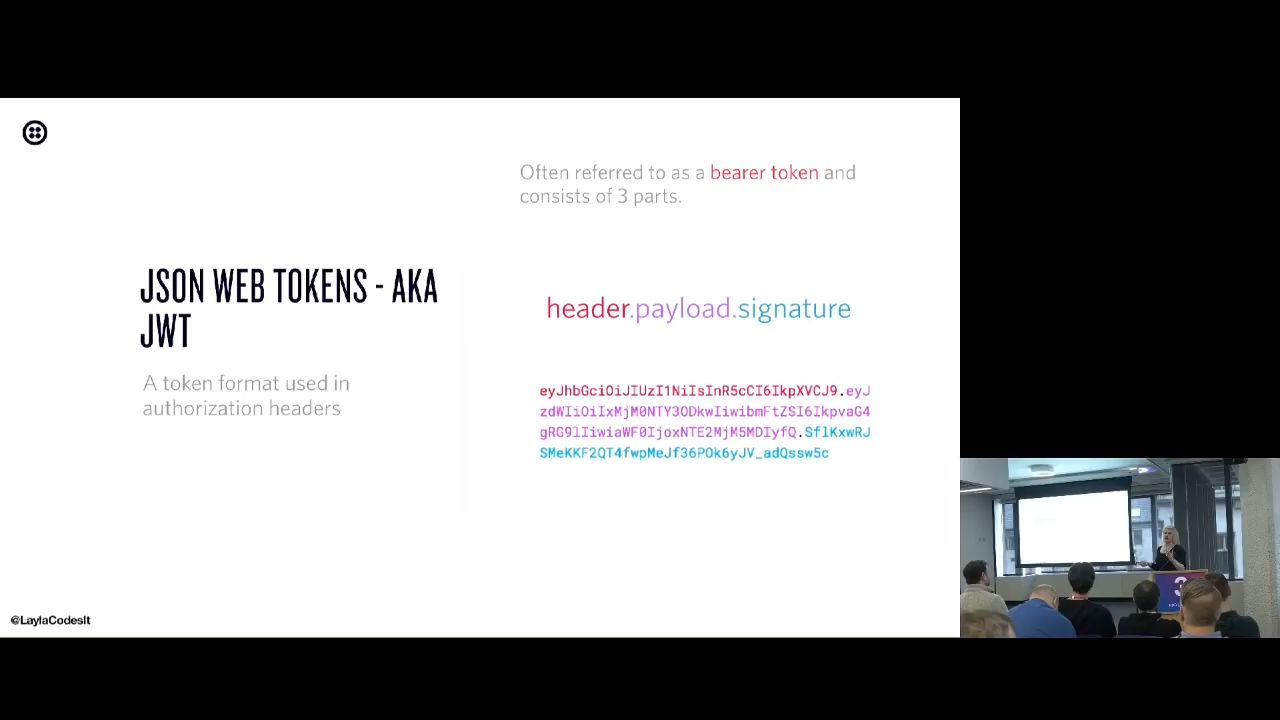 JSON WEB TOKENS - AKA
JWT
A token format used in
authorization headers
Often referred to as a bearer token and
consists of 3 parts.
header.payload.signature
eyJhbGciOiJIUzI1NiIsInR5cCI6IkpXVCJ9.eyJ
zdWIiOiIxMjM0NTY3ODkwIiwibmFtZSI6IkpvaG4
gRG9lIiwiaWF0IjoxNTE2MjM5MDIyfQ.SflKxwRJ
SMeKKF2QT4fwpMeJf36POk6yJV_adQssw5c
@LaylaCodesIt
3